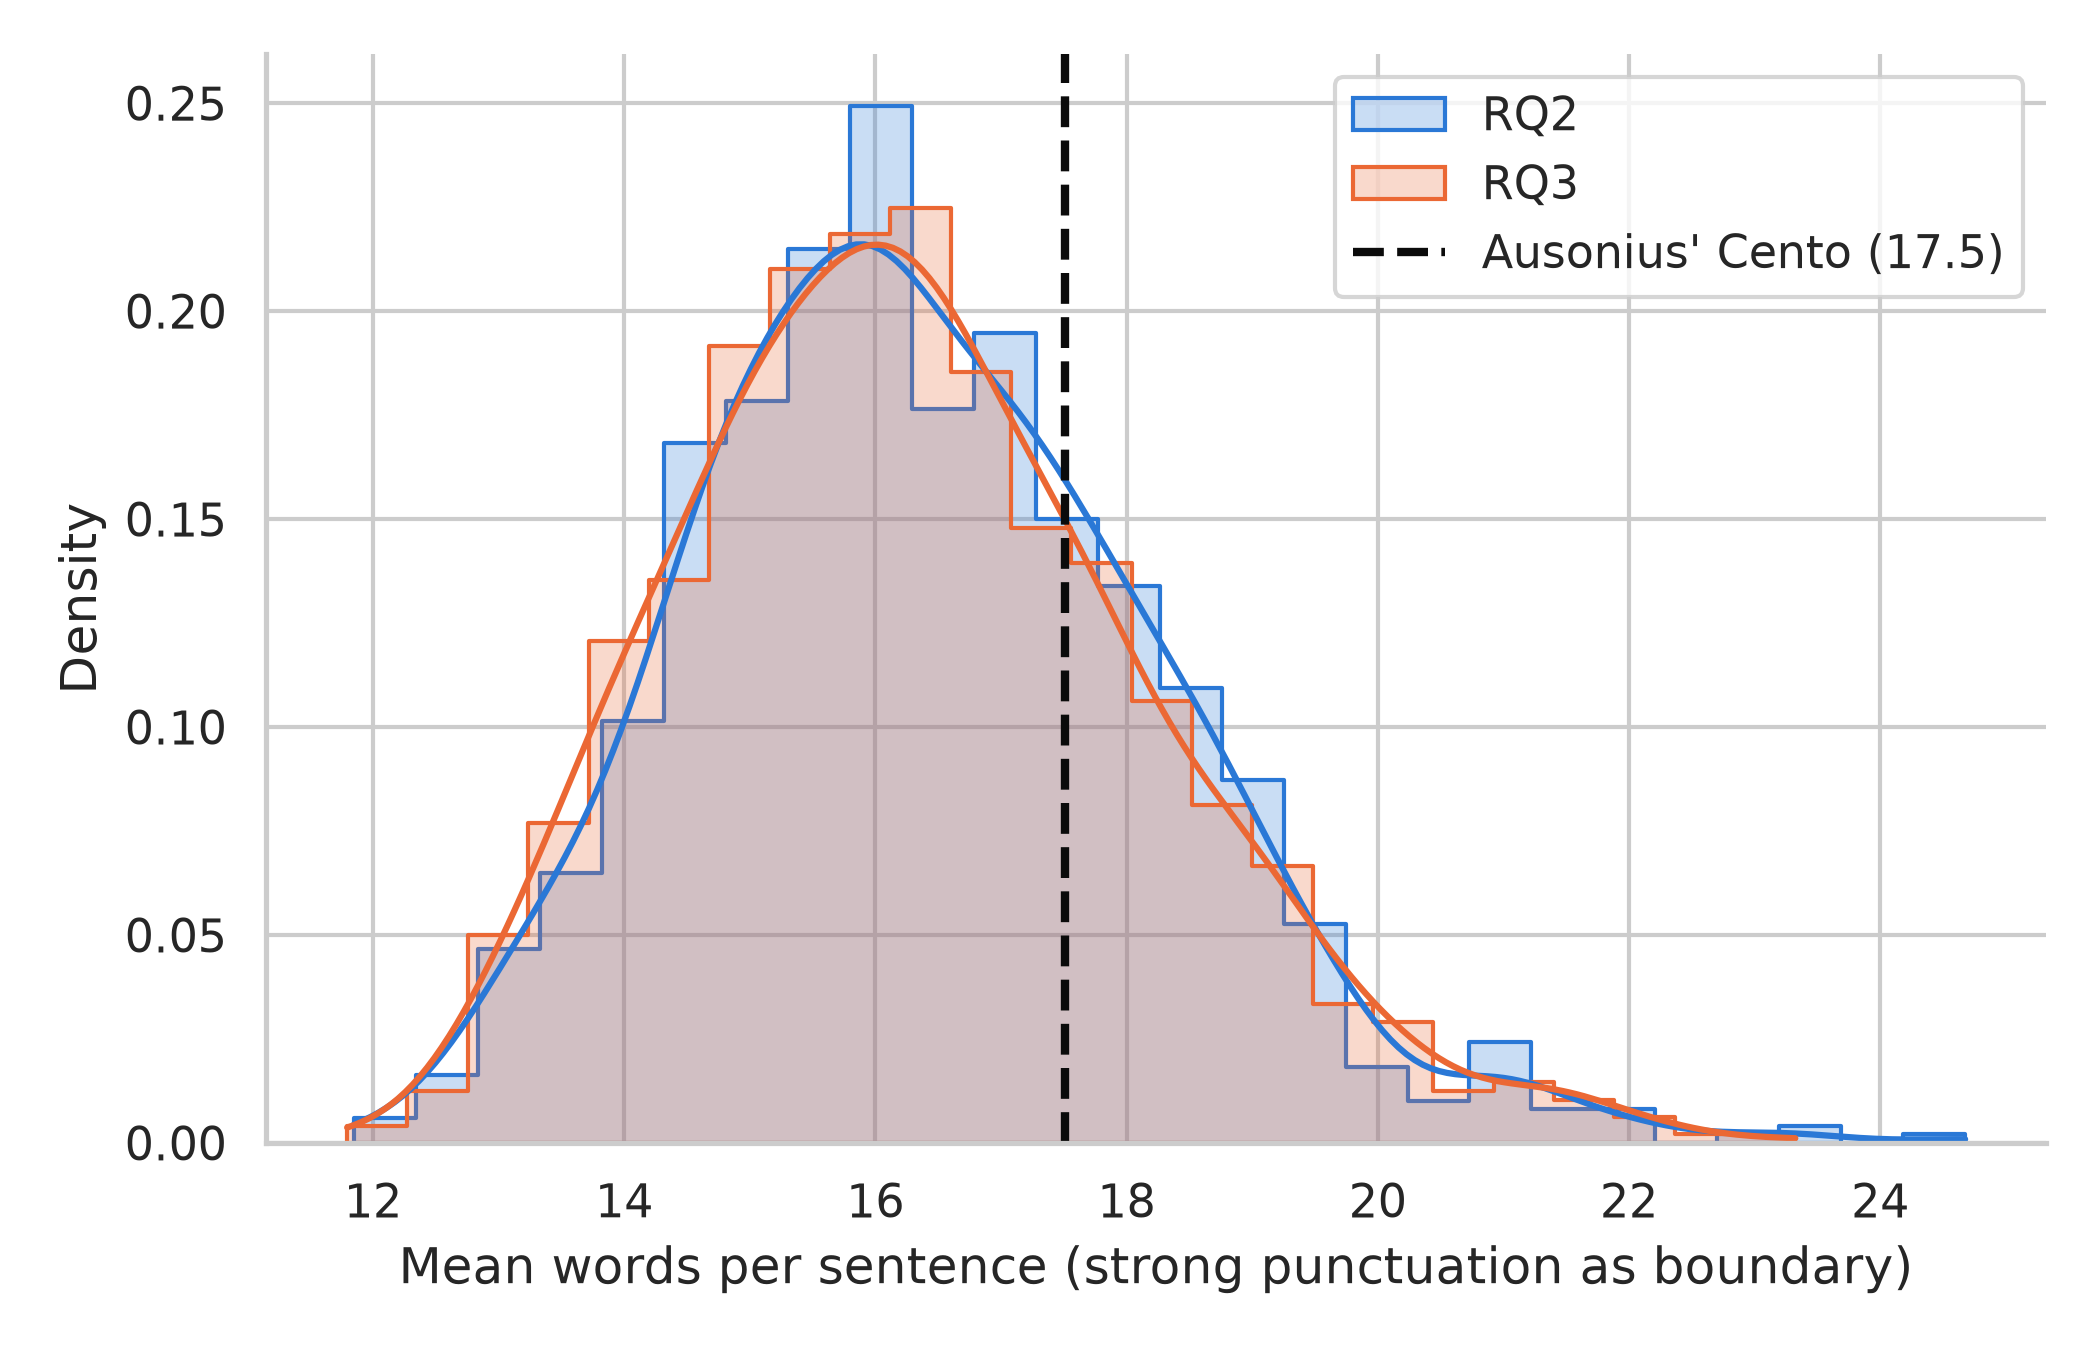 RQ2
RQ3
Ausonius' Cento (17.5)
0.25
0.20
0.15
0.10
0.05
0.00
Density
12 14 16 18 20 22 24
Mean words per sentence (strong punctuation as boundary)